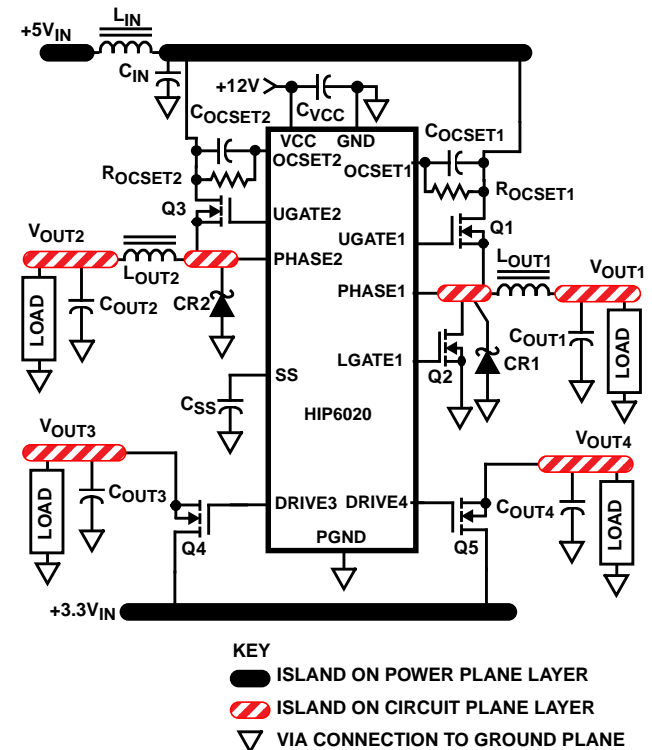 +5VIN
LIN
CIN
+12V
CVCC
COCSET2
VCC
GND
COCSET1
OCSET2
OCSET1
ROCSET2
ROCSET1
Q3
UGATE2
Q1
UGATE1
VOUT2
LOUT2
PHASE2
PHASE1
LOUT1
VOUT1
LOAD
COUT2
CR2
LGATE1
Q2
CR1
COUT1
LOAD
SS
CSS
HIP6020
VOUT3
VOUT4
LOAD
COUT3
Q4
DRIVE3
DRIVE4
Q5
COUT4
LOAD
PGND
+3.3VIN
KEY
ISLAND ON POWER PLANE LAYER
ISLAND ON CIRCUIT PLANE LAYER
VIA CONNECTION TO GROUND PLANE